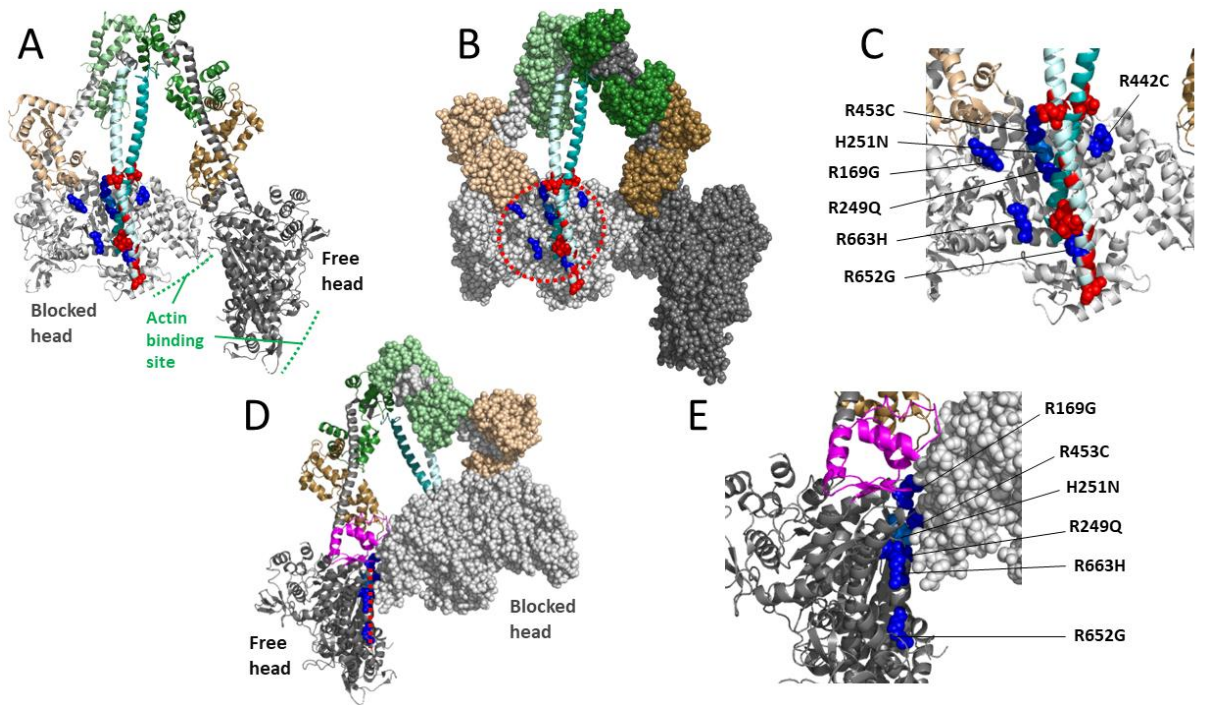 A
B
C
R453C
H251N
R169G
R249Q
R663H
R652G
R442C
Blocked
head
Actin
binding
site
Free
head
D
Free
head
Blocked
head
E
R169G
R453C
H251N
R249Q
R663H
R652G